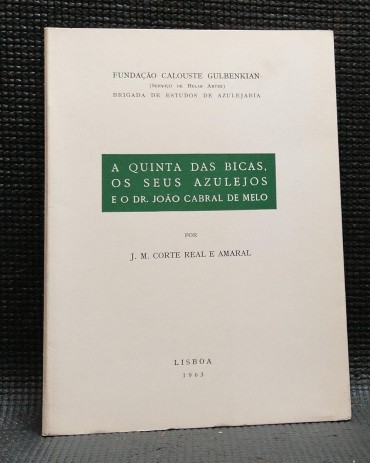 FUNDAÇÃO CALOUSTE GULBENKIAN
(SERVIÇO DE BELAS ARTES)
BRIGADA DE ESTUDOS DE AZULEJARIA
A QUINTA DAS BICAS,
OS SEUS AZULEJOS
E O DR. JOÃO CABRAL DE MELO
POR
J. M. CORTE REAL E AMARAL
LISBOA
1963